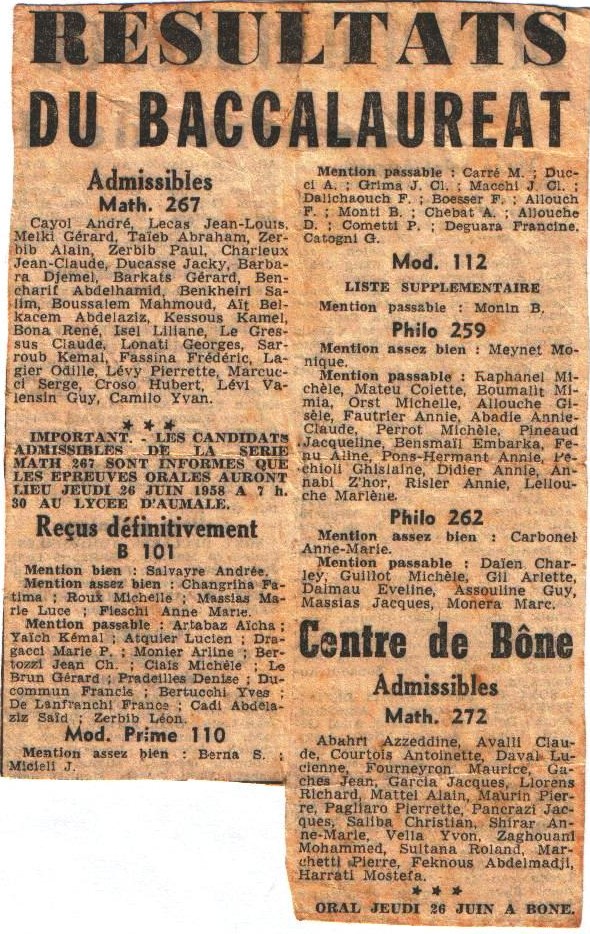 RÉSULTATS
DU BACCALAUREAT
Admissibles
Math. 267
Cayol André, Lecas Jean-Louis,
Melki Gérard, Taïeb Abraham, Zer-
bib Alain, Zerbib Paul, Charieux
Jean-Claude, Ducasse Jacky, Barba-
ra Djemel, Barkats Gérard, Ben-
charif Abdelhamid, Benkheiri Sa-
lim, Boussalem Mahmoud, Aït Bel-
kacem Abdelaziz, Kessous Kamel,
Bona René, Isel Liliane, Le Gres-
sus Claude, Lonati Georges, Sar-
roub Kemal, Fassina Frédéric, La-
gier Odille, Lévy Pierrette, Marcuc-
ci Serge, Croso Hubert, Lévi Va-
lensin Guy, Camilo Yvan.
★ ★ ★
IMPORTANT. - LES CANDIDATS
ADMISSIBLES DE LA SERIE
MATH 267 SONT INFORMES QUE
LES EPREUVES ORALES AURONT
LIEU JEUDI 26 JUIN 1958 A 7 h.
30 AU LYCEE D'AUMALE.
Reçus définitivement
B 101
Mention bien : Salvayre Andrée.
Mention assez bien : Changriha Fa-
tima ; Roux Michelle ; Massias Ma-
rie Luce ; Fieschi Anne Marie.
Mention passable : Artabaz Aïcha ;
Yaïch Kémal ; Atquier Lucien ; Dra-
gacci Marie P. ; Monier Arline ; Ber-
tozzi Jean Ch. ; Ciais Michèle ; Le
Brun Gérard ; Pradeilles Denise ; Du-
commun Francis ; Bertucchi Yves ;
De Lanfranchi France ; Cadi Abdela-
ziz Saïd ; Zerbib Léon.
Mod. Prime 110
Mention assez bien : Berna S. ;
Micieli J.
Mention passable : Carré M. ; Duc-
ci A. ; Grima J. Cl. ; Macchi J. Cl. ;
Dalichaouch F. ; Boesser F. ; Allouch
F. ; Monti B. ; Chebat A. ; Allouche
D. ; Cometti P. ; Deguara Francine,
Catogni G.
Mod. 112
LISTE SUPPLEMENTAIRE
Mention passable : Monin B.
Philo 259
Mention assez bien : Meynet Mo-
nique.
Mention passable : Kaphanel Mi-
chèle, Mateu Colette, Boumalit Mi-
mia, Orst Michelle, Allouche Gi-
sèle, Fautrier Annie, Abadie Annie-
Claude, Perrot Michèle, Pineaud
Jacqueline, Bensmaïl Embarka, Fe-
au Aline, Pons-Hermant Annie, Pe-
chioli Ghislaine, Didier Annie, An-
nabi Z'hor, Risler Annie, Lellou-
che Marlène.
Philo 262
Mention assez bien : Carbonel
Anne-Marie.
Mention passable : Daïen Char-
ley, Guillot Michèle, Gil Arlette,
Dalmau Eveline, Assouline Guy,
Massias Jacques, Monera Marc.
Centre de Bône
Admissibles
Math. 272
Abahri Azzeddine, Avalli Clau-
de, Courtois Antoinette, Daval Lu-
cienne, Fourneyron Maurice, Ga-
ches Jean, Garcia Jacques, Llorens
Richard, Mattei Alain, Maurin Pier-
re, Pagliaro Pierrette, Pancrazi Jac-
ques, Saliba Christian, Shirar An-
ne-Marie, Vella Yvon, Zaghouani
Mohammed, Sultana Roland, Mar-
chetti Pierre, Feknous Abdelmadji,
Harrati Mostefa.
★ ★ ★
ORAL JEUDI 26 JUIN A BONE.